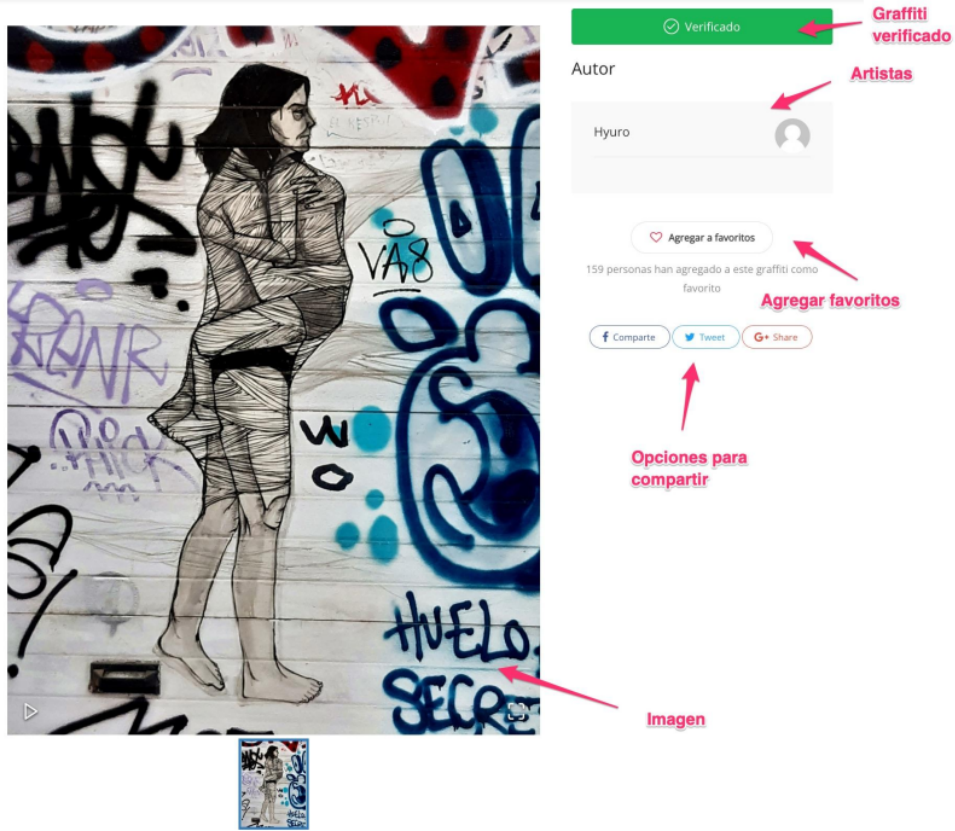 Verificado
Graffiti
verificado
Autor
Artistas
Hyuro
Agregar a favoritos
159 personas han agregado a este graffiti como
favorito
Agregar favoritos
Comparte
Tweet
G+ Share
Opciones para
compartir
Imagen
VA8
W
O
HUELO
SECRE